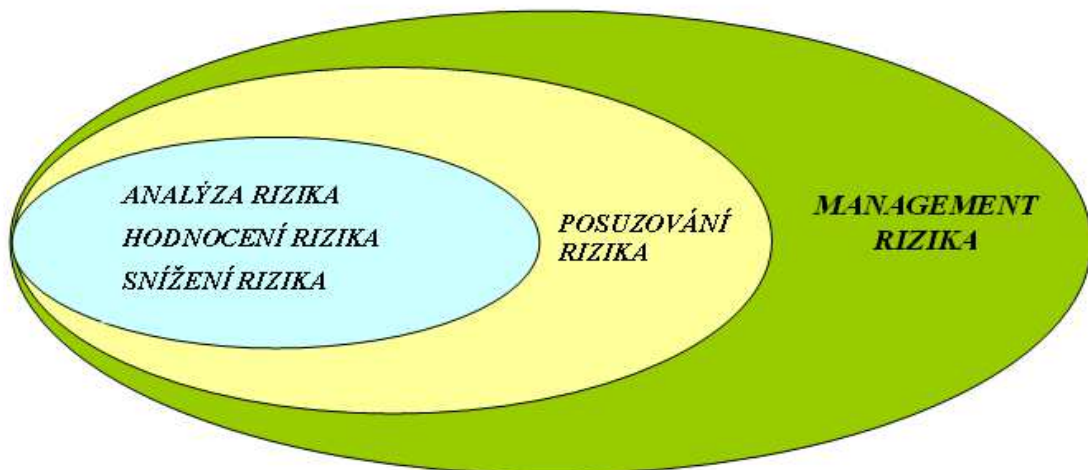 ANALÝZA RIZIKA
HODNOCENÍ RIZIKA
SNÍŽENÍ RIZIKA
POSUZOVÁNÍ
RIZIKA
MANAGEMENT
RIZIKA